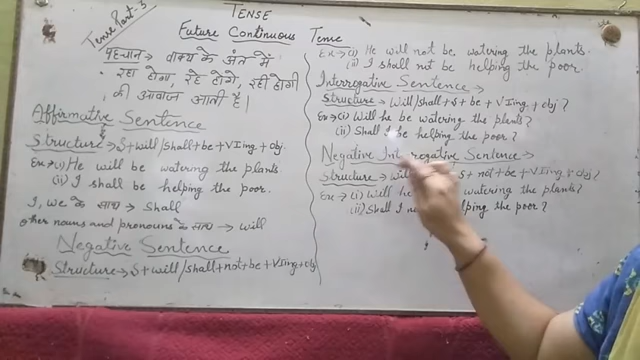 TENSE
Tense Part-3
Future Continuous Tense
पहचान → वाक्य के अंत में
रहा होगा, रहे होंगे, रही होगी
की आवाज आती है।
Affirmative Sentence
Structure → S+will/shall+be+VIing+obj.
Ex:→(i) He will be watering the plants.
(ii) I shall be helping the poor.
I, we के साथ → shall
other nouns and pronouns के साथ → will
Negative Sentence
Structure → S+will/shall+not+be+VIing+obj
Ex→(i) He will not be watering the plants.
(ii) I shall not be helping the poor.
Interrogative Sentence →
Structure → Will/shall+S+be+VIing+obj?
Ex→(i) Will he be watering the plants?
(ii) Shall I be helping the poor?
Negative Interrogative Sentence →
Structure → S+not+be+VIing+obj?
Ex→(i) Will he watering the plants?
(ii) Shall I helping the poor?